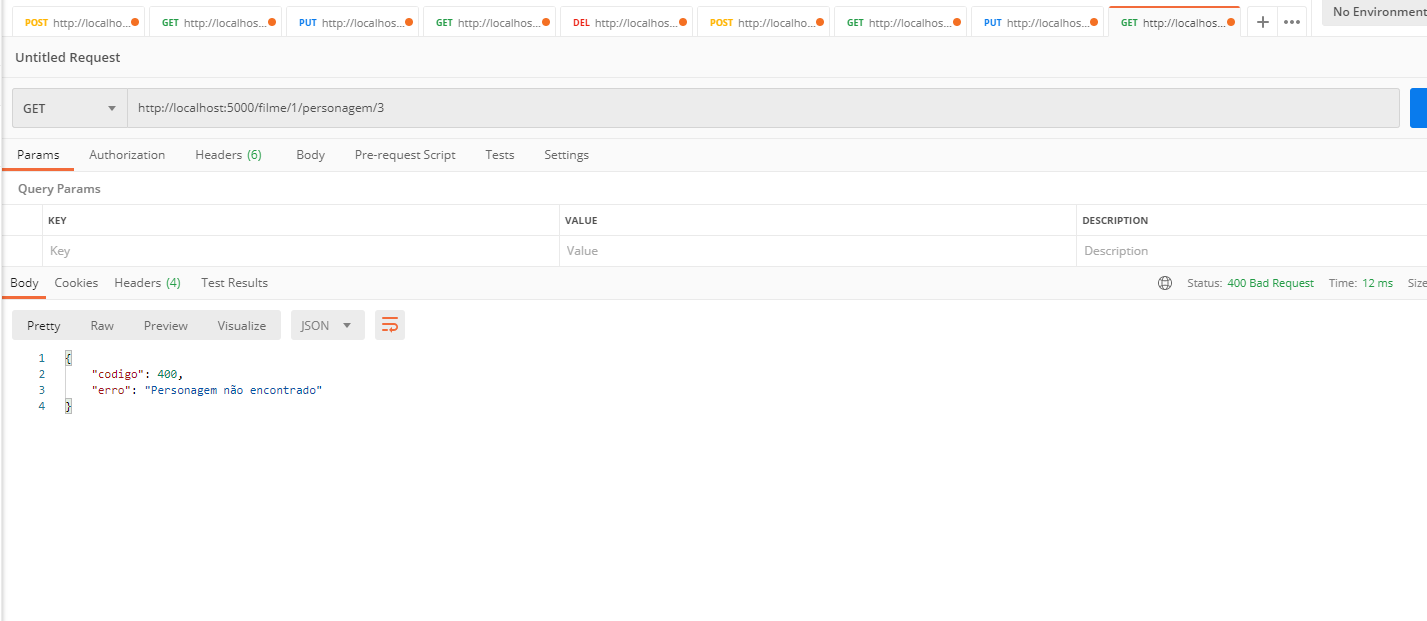 POST http://localho... GET http://localhos... PUT http://localhos... GET http://localhos... DEL http://localhos... POST http://localho... GET http://localhos... PUT http://localhos... GET http://localhos... + ••• No Environment
Untitled Request
GET http://localhost:5000/filme/1/personagem/3
Params Authorization Headers (6) Body Pre-request Script Tests Settings
Query Params
KEY VALUE DESCRIPTION
Key Value Description
Body Cookies Headers (4) Test Results Status: 400 Bad Request Time: 12 ms Size
Pretty Raw Preview Visualize JSON
1 {
2 "codigo": 400,
3 "erro": "Personagem não encontrado"
4 }